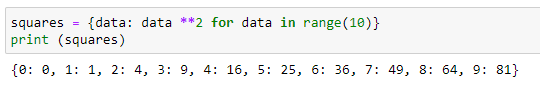 squares = {data: data **2 for data in range(10)}
print (squares)
{0: 0, 1: 1, 2: 4, 3: 9, 4: 16, 5: 25, 6: 36, 7: 49, 8: 64, 9: 81}